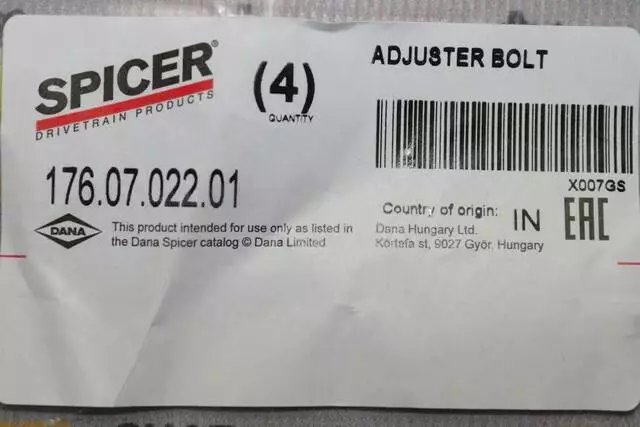 SPICER®
DRIVETRAIN PRODUCTS
(4)
QUANTITY
ADJUSTER BOLT
X007GS
176.07.022.01
DANA
This product intended for use only as listed in
the Dana Spicer catalog © Dana Limited
Country of origin: IN
Dana Hungary Ltd.
Körtefa st, 9027 Győr, Hungary
EAC